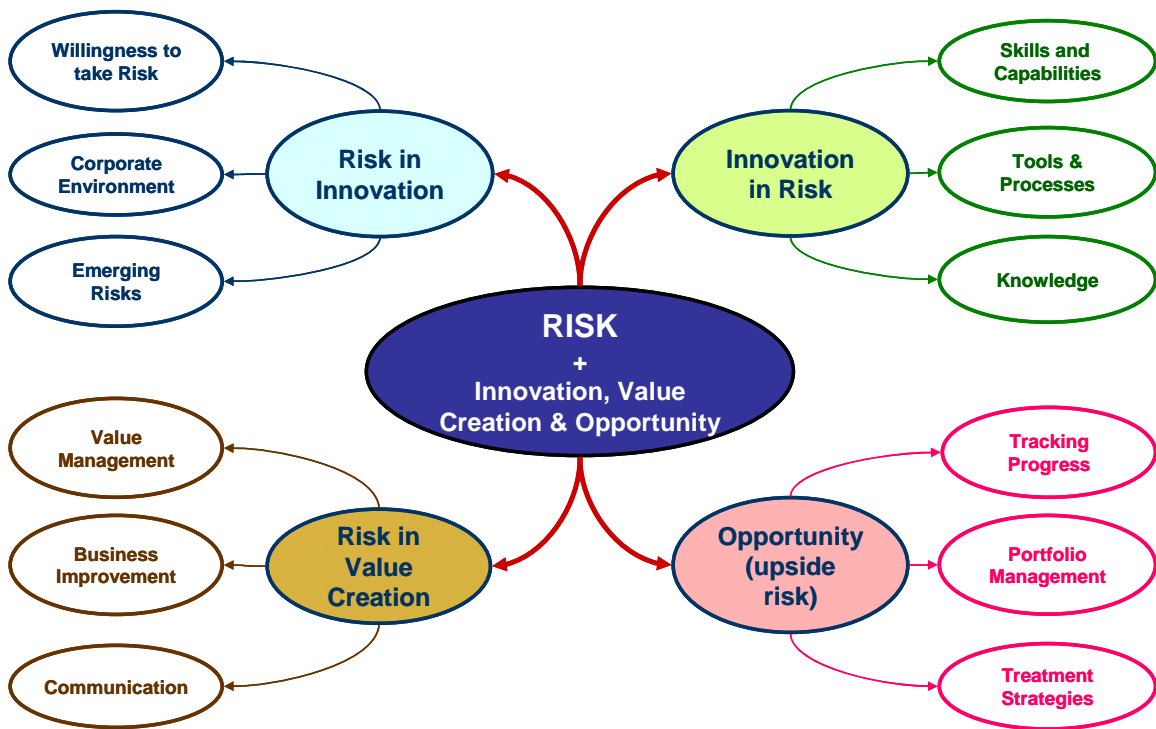 Willingness to
take Risk
Corporate
Environment
Emerging
Risks
Risk in
Innovation
Innovation
in Risk
Skills and
Capabilities
Tools &
Processes
Knowledge
RISK
+
Innovation, Value
Creation & Opportunity
Value
Management
Business
Improvement
Communication
Risk in
Value
Creation
Opportunity
(upside
risk)
Tracking
Progress
Portfolio
Management
Treatment
Strategies